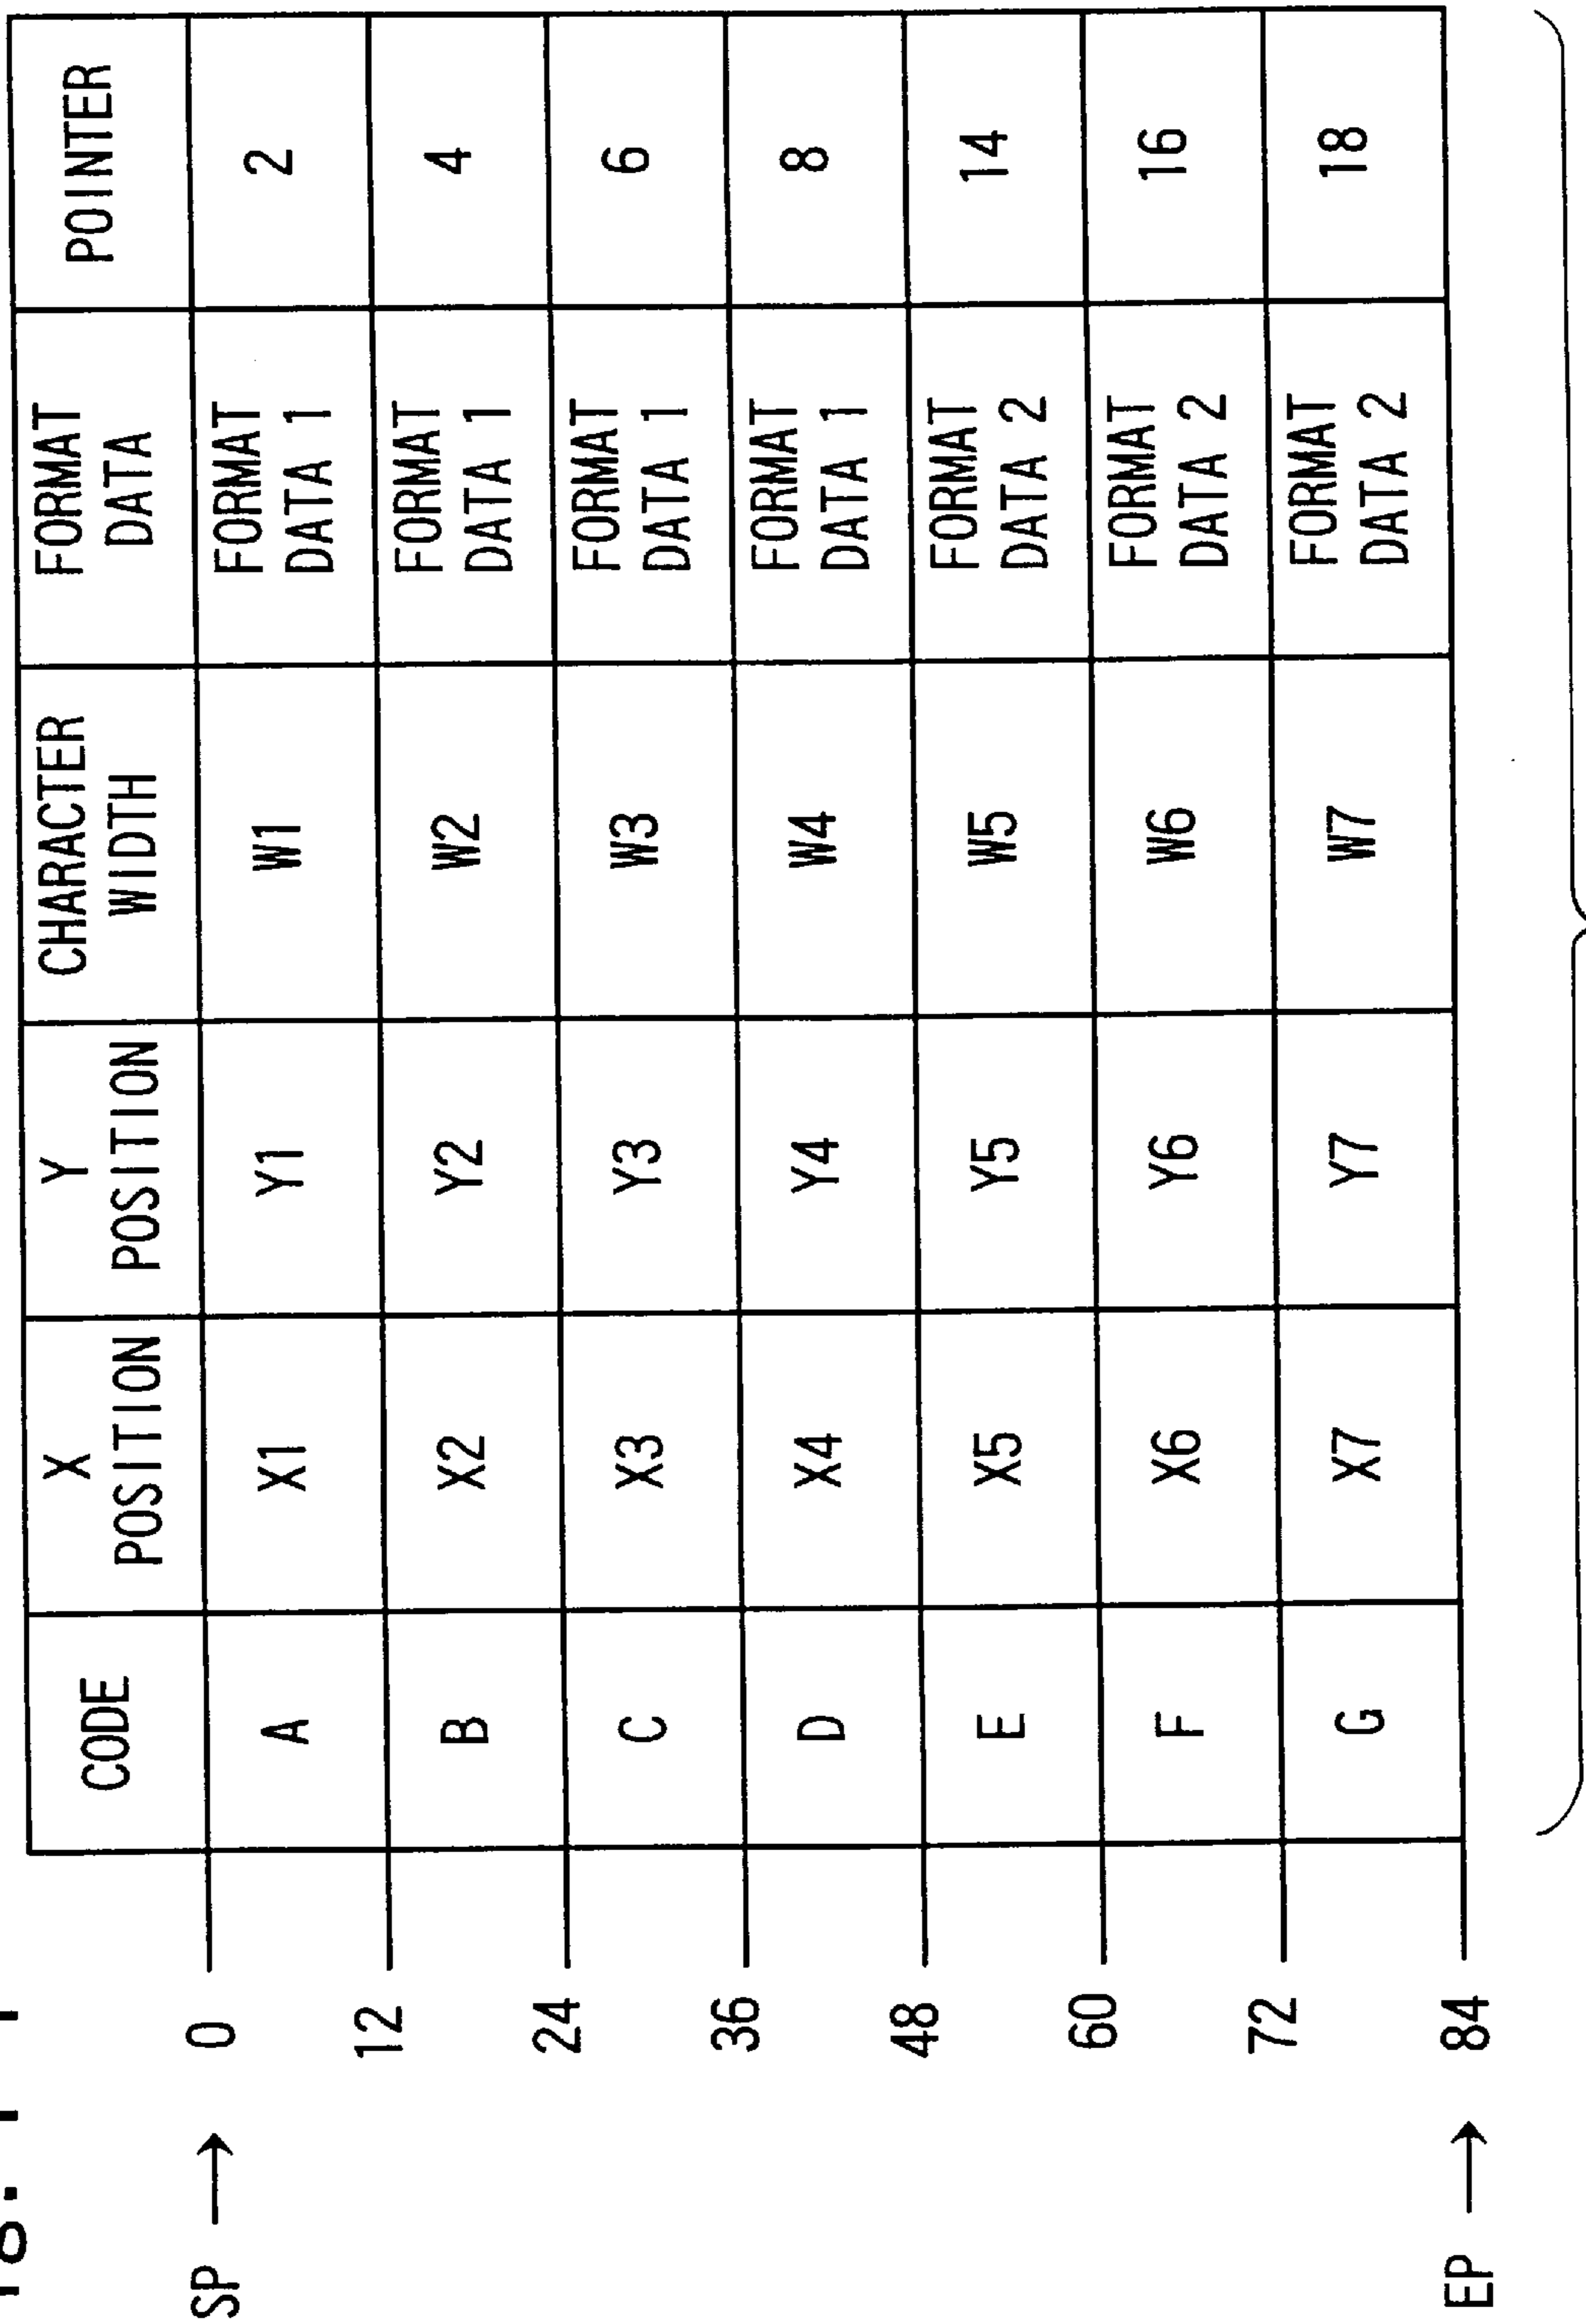 CODE	X POSITION	Y POSITION	CHARACTER WIDTH	FORMAT DATA	POINTER
SP → 0
A	X1	Y1	W1	FORMAT DATA 1	2
12
B	X2	Y2	W2	FORMAT DATA 1	4
24
C	X3	Y3	W3	FORMAT DATA 1	6
36
D	X4	Y4	W4	FORMAT DATA 1	8
48
E	X5	Y5	W5	FORMAT DATA 2	14
60
F	X6	Y6	W6	FORMAT DATA 2	16
72
G	X7	Y7	W7	FORMAT DATA 2	18
EP → 84